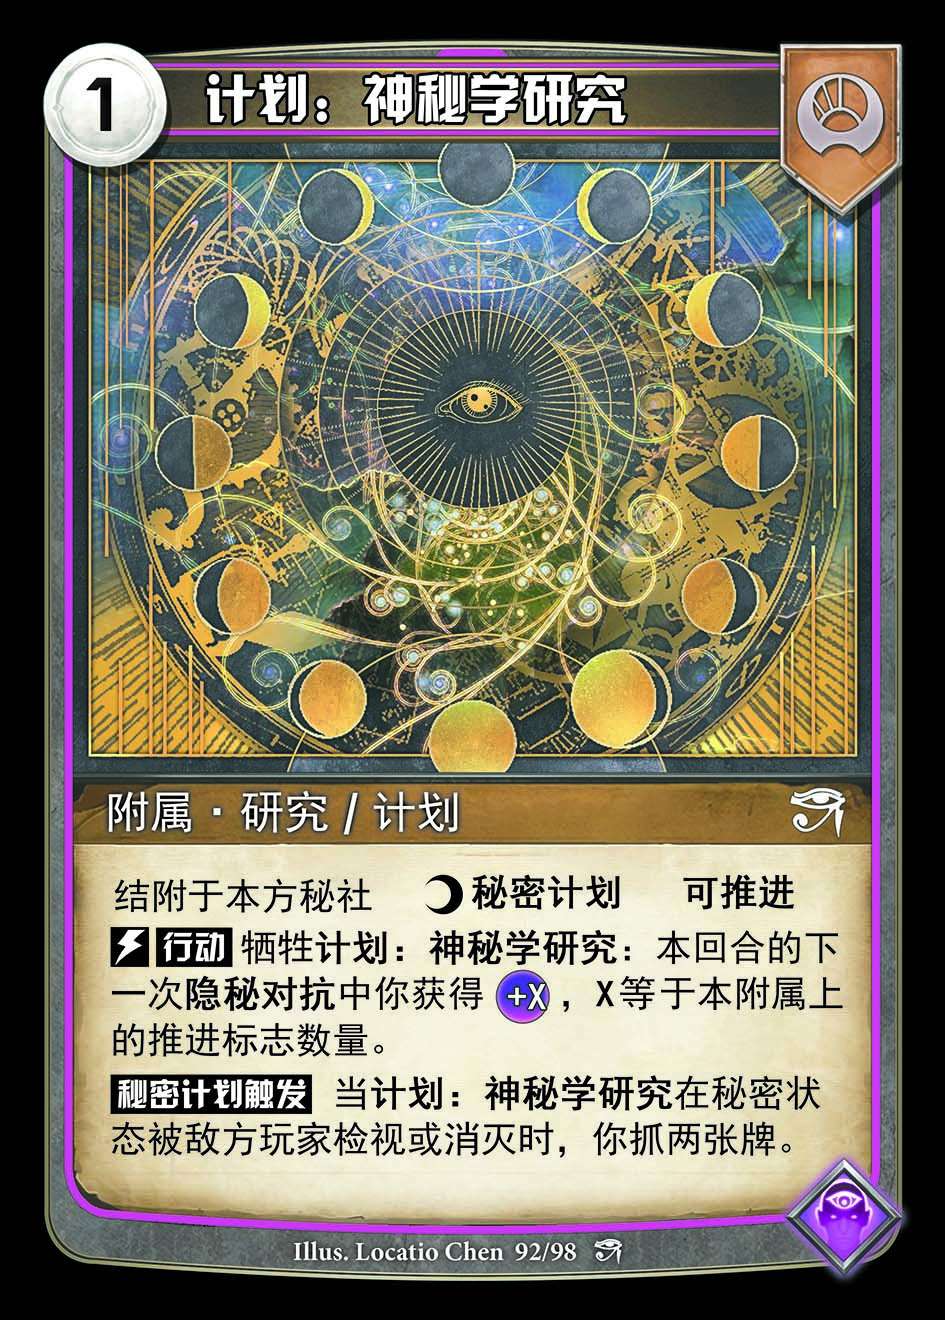 1
计划：神秘学研究
附属·研究/计划
结附于本方秘社 秘密计划 可推进
行动 牺牲计划：神秘学研究：本回合的下
一次隐秘对抗中你获得 +X ，X等于本附属上
的推进标志数量。
秘密计划触发 当计划：神秘学研究在秘密状
态被敌方玩家检视或消灭时，你抓两张牌。
Illus. Locatio Chen 92/98